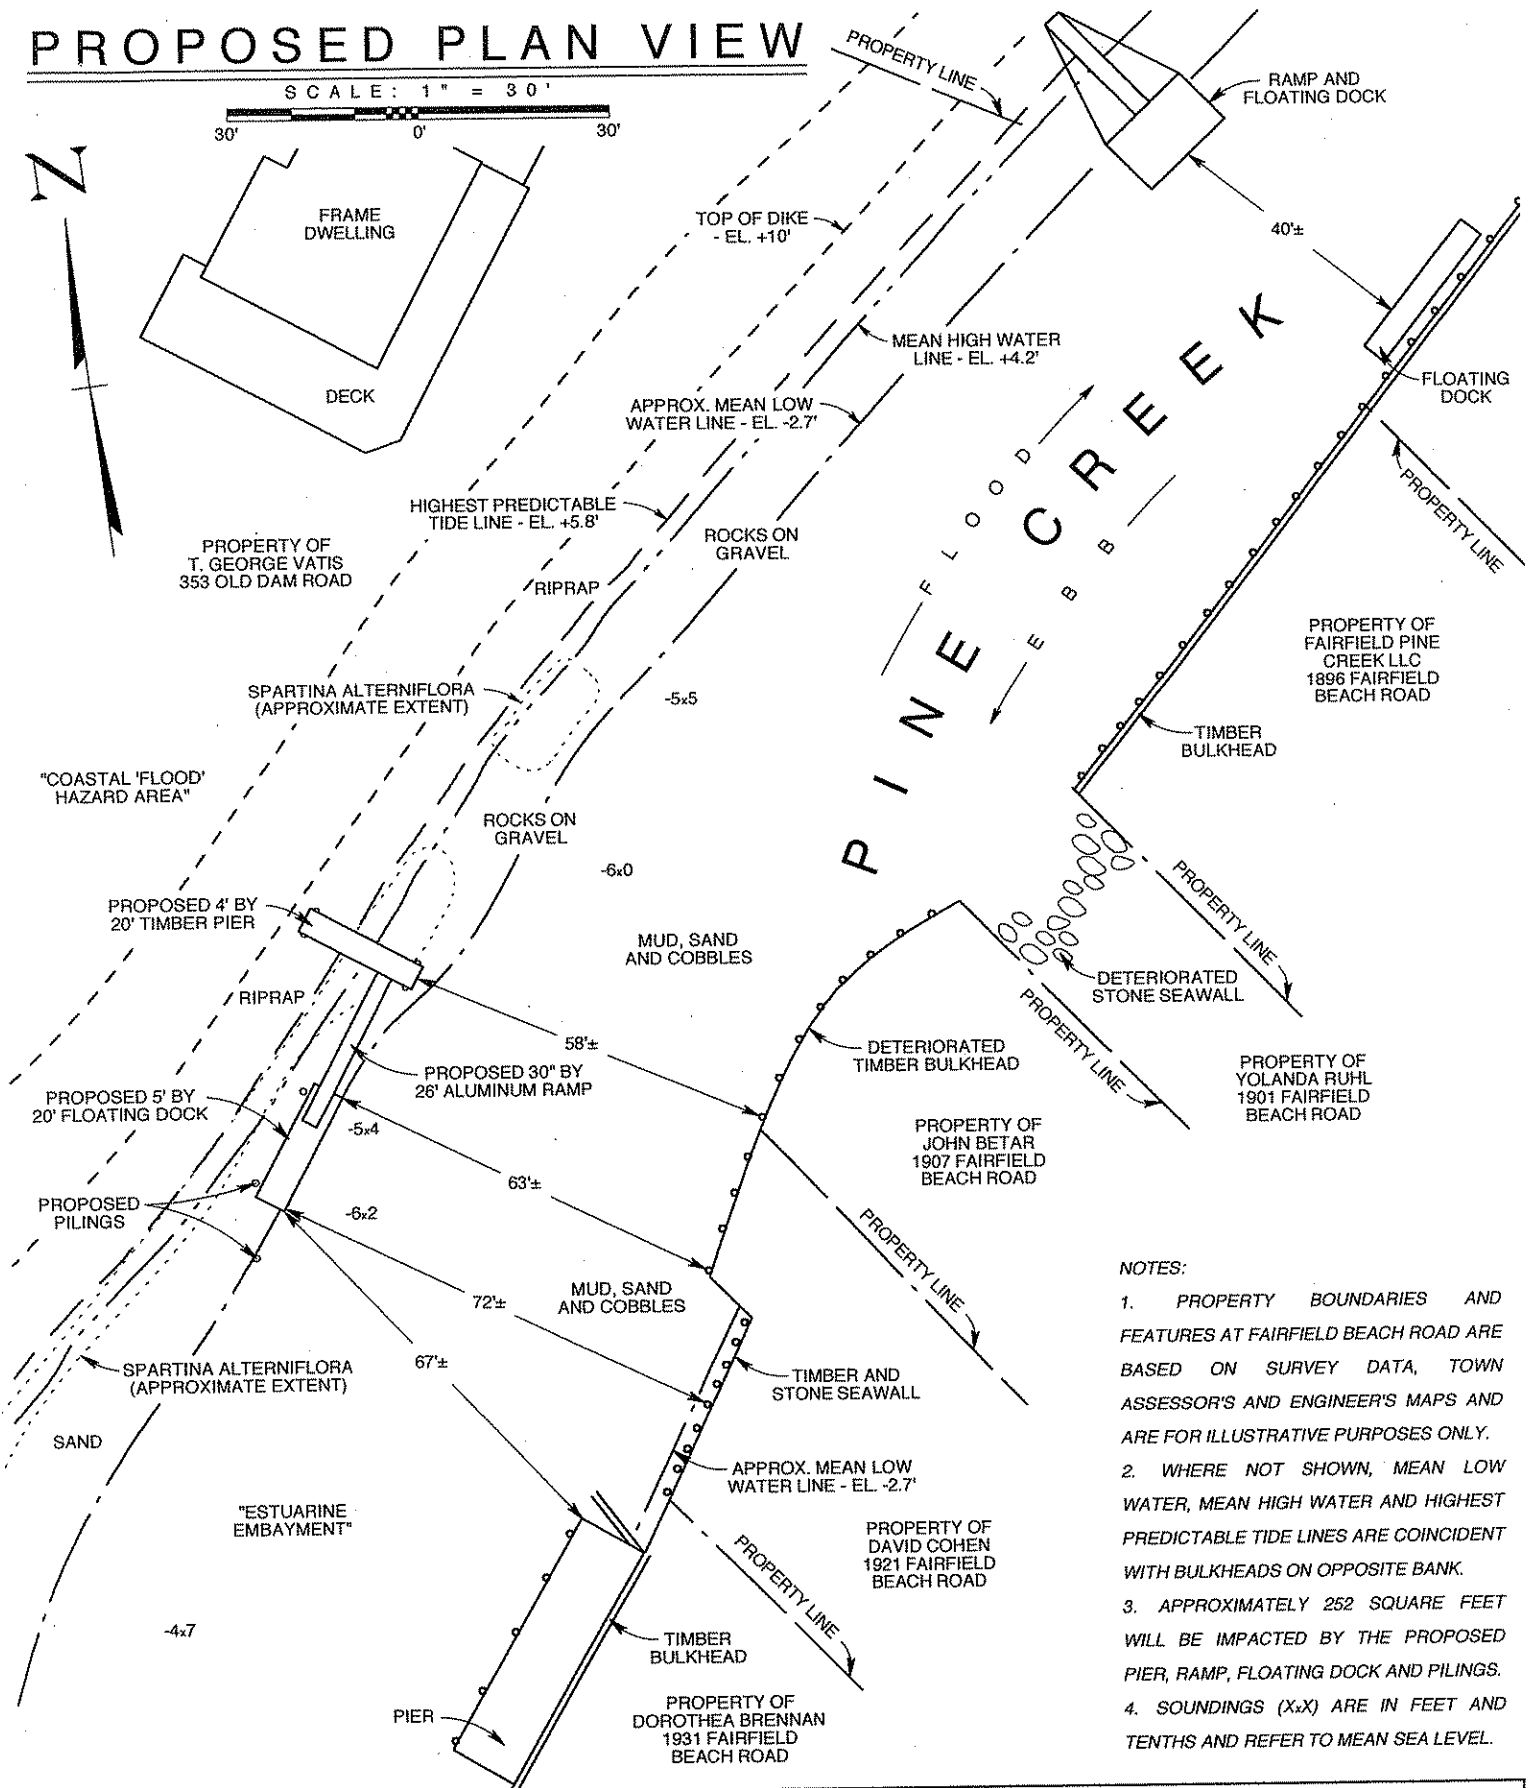 PROPOSED PLAN VIEW
SCALE: 1" = 30'
30' 0' 30'
N
PROPERTY LINE
RAMP AND
FLOATING DOCK
FRAME
DWELLING
DECK
TOP OF DIKE
- EL. +10'
40'±
MEAN HIGH WATER
LINE - EL. +4.2'
FLOATING
DOCK
APPROX. MEAN LOW
WATER LINE - EL. -2.7'
PROPERTY LINE
HIGHEST PREDICTABLE
TIDE LINE - EL. +5.8'
ROCKS ON
GRAVEL
PROPERTY OF
T. GEORGE VATIS
353 OLD DAM ROAD
RIPRAP
FLOOD
EBB
PINE CREEK
PROPERTY OF
FAIRFIELD PINE
CREEK LLC
1896 FAIRFIELD
BEACH ROAD
SPARTINA ALTERNIFLORA
(APPROXIMATE EXTENT)
-5x5
TIMBER
BULKHEAD
"COASTAL 'FLOOD'
HAZARD AREA"
ROCKS ON
GRAVEL
-6x0
PROPERTY LINE
PROPOSED 4' BY
20' TIMBER PIER
MUD, SAND
AND COBBLES
DETERIORATED
STONE SEAWALL
RIPRAP
PROPERTY LINE
58'±
DETERIORATED
TIMBER BULKHEAD
PROPOSED 30" BY
26' ALUMINUM RAMP
PROPERTY OF
YOLANDA RUHL
1901 FAIRFIELD
BEACH ROAD
PROPOSED 5' BY
20' FLOATING DOCK
-5x4
PROPERTY OF
JOHN BETAR
1907 FAIRFIELD
BEACH ROAD
63'±
PROPOSED
PILINGS
-6x2
PROPERTY LINE
72'±
MUD, SAND
AND COBBLES
67'±
SPARTINA ALTERNIFLORA
(APPROXIMATE EXTENT)
TIMBER AND
STONE SEAWALL
SAND
APPROX. MEAN LOW
WATER LINE - EL. -2.7'
"ESTUARINE
EMBAYMENT"
PROPERTY OF
DAVID COHEN
1921 FAIRFIELD
BEACH ROAD
PROPERTY LINE
-4x7
TIMBER
BULKHEAD
PIER
PROPERTY OF
DOROTHEA BRENNAN
1931 FAIRFIELD
BEACH ROAD
NOTES:
1. PROPERTY BOUNDARIES AND
FEATURES AT FAIRFIELD BEACH ROAD ARE
BASED ON SURVEY DATA, TOWN
ASSESSOR'S AND ENGINEER'S MAPS AND
ARE FOR ILLUSTRATIVE PURPOSES ONLY.
2. WHERE NOT SHOWN, MEAN LOW
WATER, MEAN HIGH WATER AND HIGHEST
PREDICTABLE TIDE LINES ARE COINCIDENT
WITH BULKHEADS ON OPPOSITE BANK.
3. APPROXIMATELY 252 SQUARE FEET
WILL BE IMPACTED BY THE PROPOSED
PIER, RAMP, FLOATING DOCK AND PILINGS.
4. SOUNDINGS (XxX) ARE IN FEET AND
TENTHS AND REFER TO MEAN SEA LEVEL.